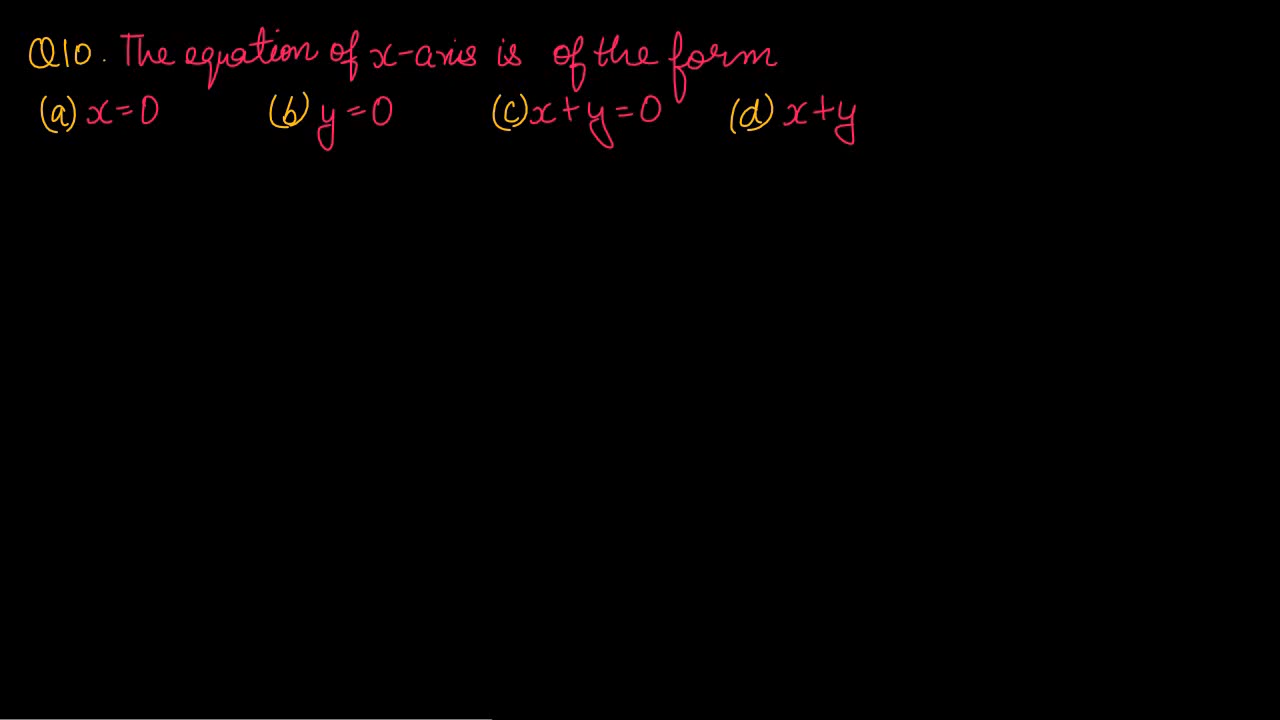 Q10. The equation of x-axis is of the form
(a) x=0 (b) y=0 (c) x+y=0 (d) x+y